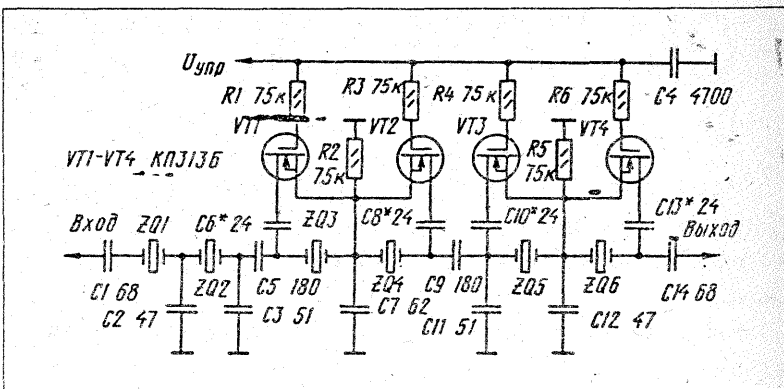 Uупр
R1 75к
R3 75к
R4 75к
R6 75к
C4 4700
VT1
R2
75к
VT2
VT3
R5
75к
VT4
VT1-VT4 КП313Б
Вход
ZQ1
C6* 24
ZQ3
C8* 24
C10* 24
C13* 24
Выход
C1 68
ZQ2
C5 180
ZQ4
C9 180
ZQ5
ZQ6
C14 68
C2 47
C3 51
C7 62
C11 51
C12 47